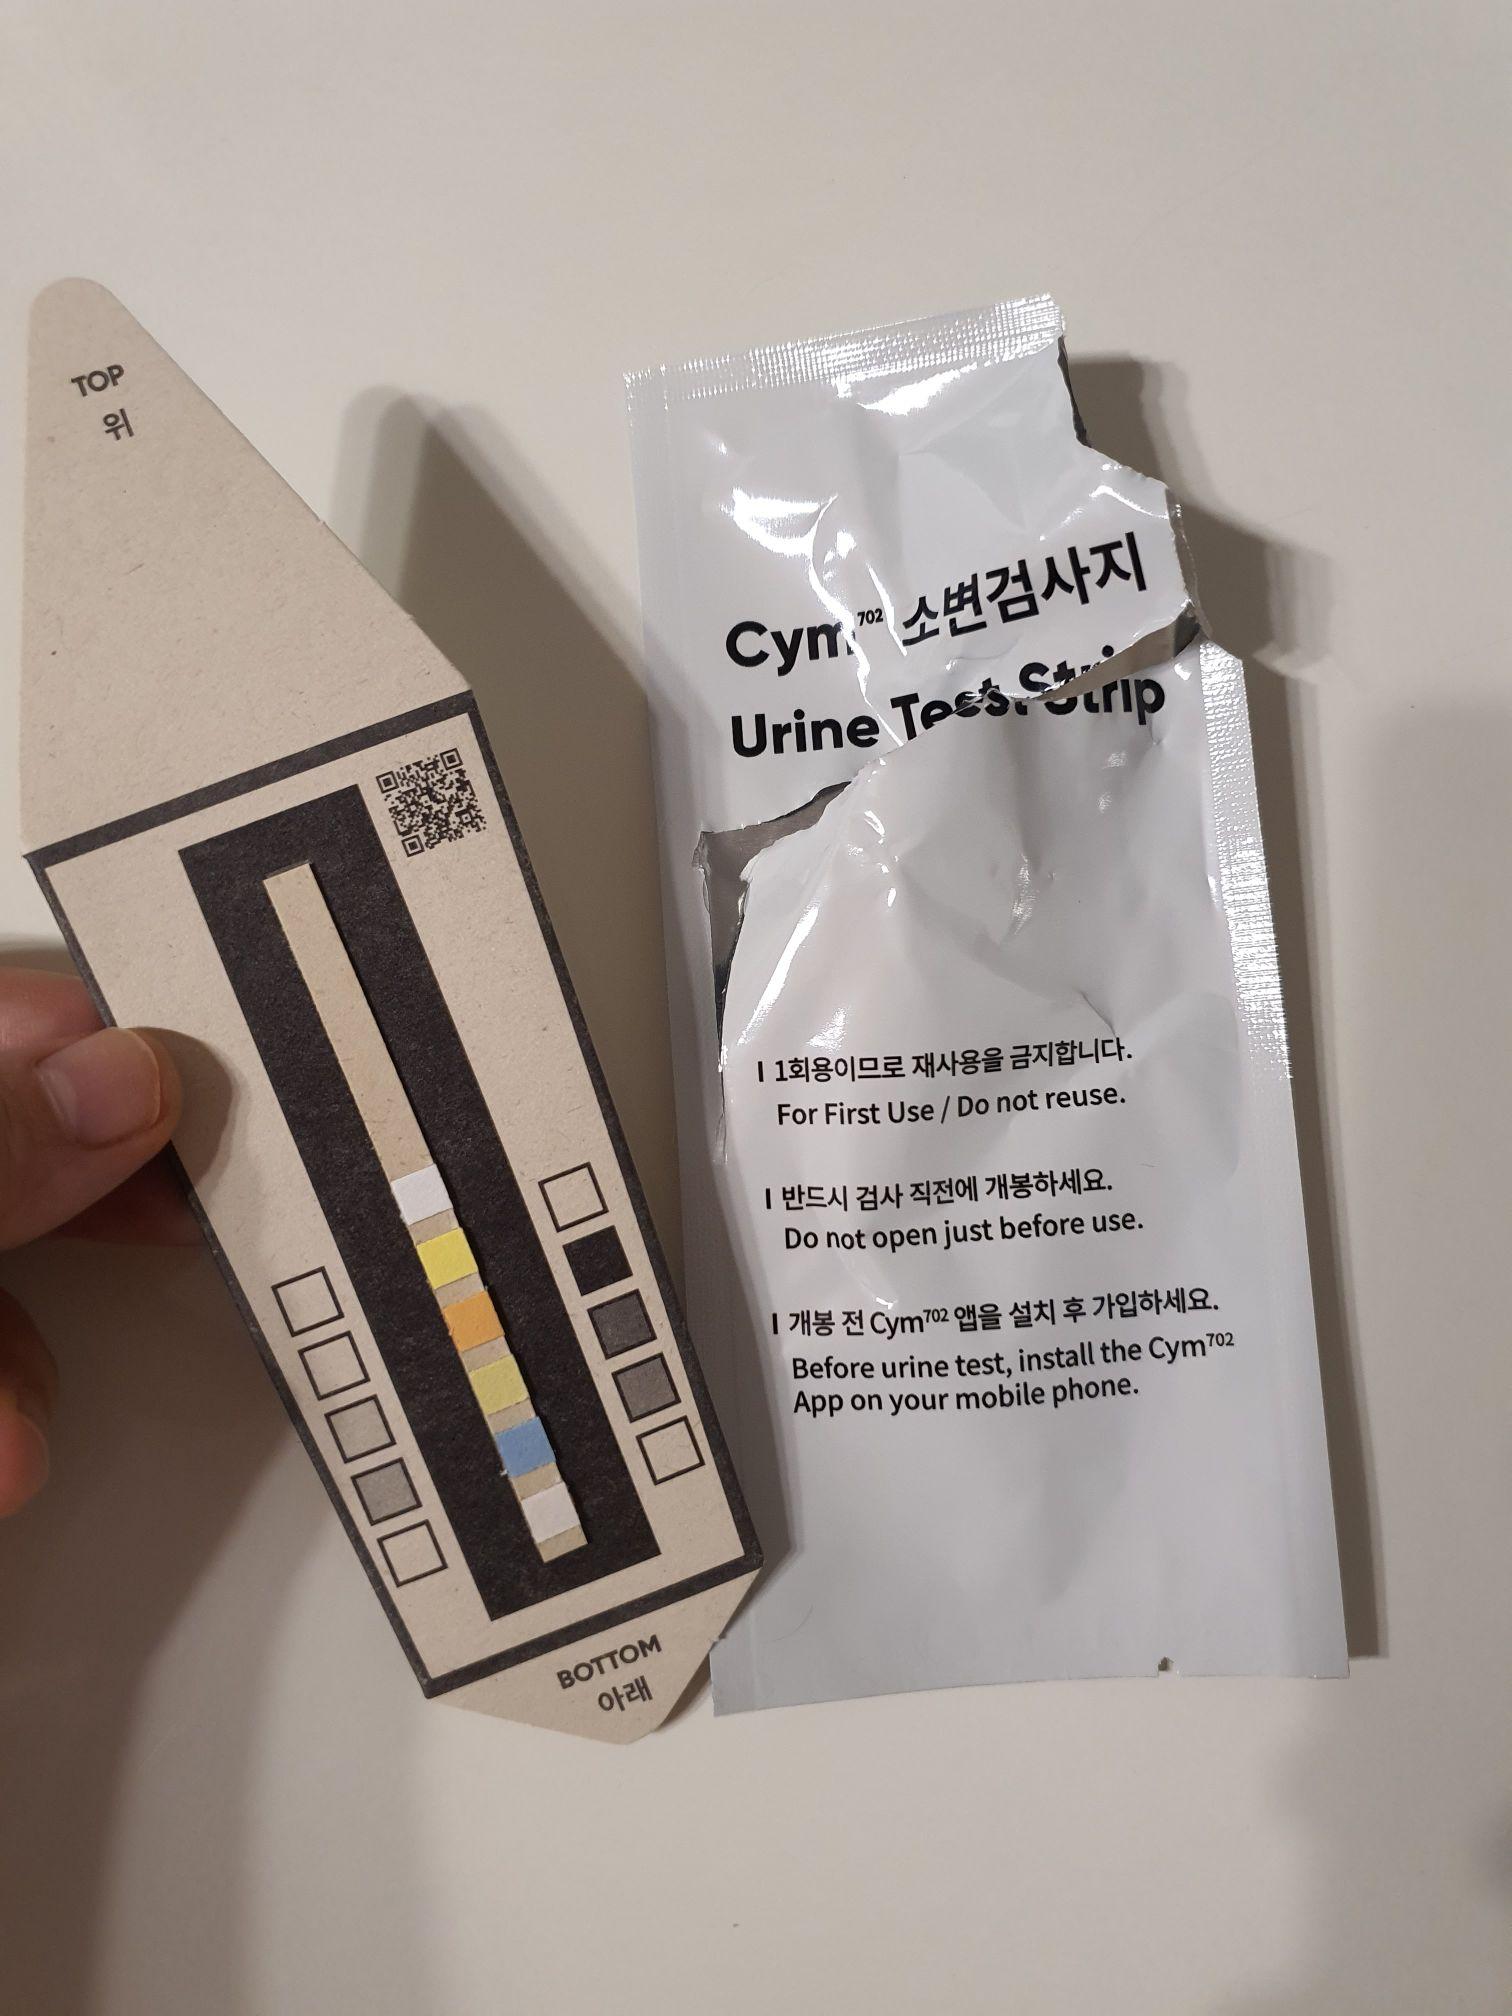 TOP
위
BOTTOM
아래
Cym702 소변검사지
Urine Test Strip
I 1회용이므로 재사용을 금지합니다.
For First Use / Do not reuse.
I 반드시 검사 직전에 개봉하세요.
Do not open just before use.
I 개봉 전 Cym702 앱을 설치 후 가입하세요.
Before urine test, install the Cym702
App on your mobile phone.